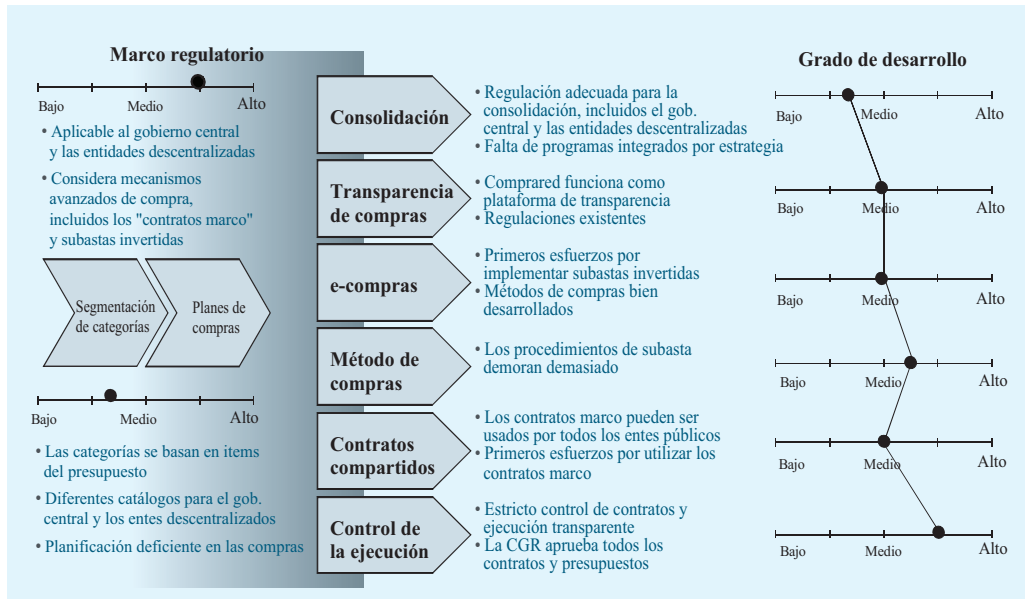 Marco regulatorio
Bajo Medio Alto
• Aplicable al gobierno central
y las entidades descentralizadas
• Considera mecanismos
avanzados de compra,
incluidos los "contratos marco"
y subastas invertidas
Segmentación
de categorías
Planes de
compras
Bajo Medio Alto
• Las categorías se basan en items
del presupuesto
• Diferentes catálogos para el gob.
central y los entes descentralizados
• Planificación deficiente en las compras
Consolidación
• Regulación adecuada para la
consolidación, incluidos el gob.
central y las entidades descentralizadas
• Falta de programas integrados por estrategia
Transparencia
de compras
• Comprared funciona como
plataforma de transparencia
• Regulaciones existentes
e-compras
• Primeros esfuerzos por
implementar subastas invertidas
• Métodos de compras bien
desarrollados
Método de
compras
• Los procedimientos de subasta
demoran demasiado
Contratos
compartidos
• Los contratos marco pueden ser
usados por todos los entes públicos
• Primeros esfuerzos por utilizar los
contratos marco
Control de
la ejecución
• Estricto control de contratos y
ejecución transparente
• La CGR aprueba todos los
contratos y presupuestos
Grado de desarrollo
Bajo Medio Alto
Bajo Medio Alto
Bajo Medio Alto
Bajo Medio Alto
Bajo Medio Alto
Bajo Medio Alto